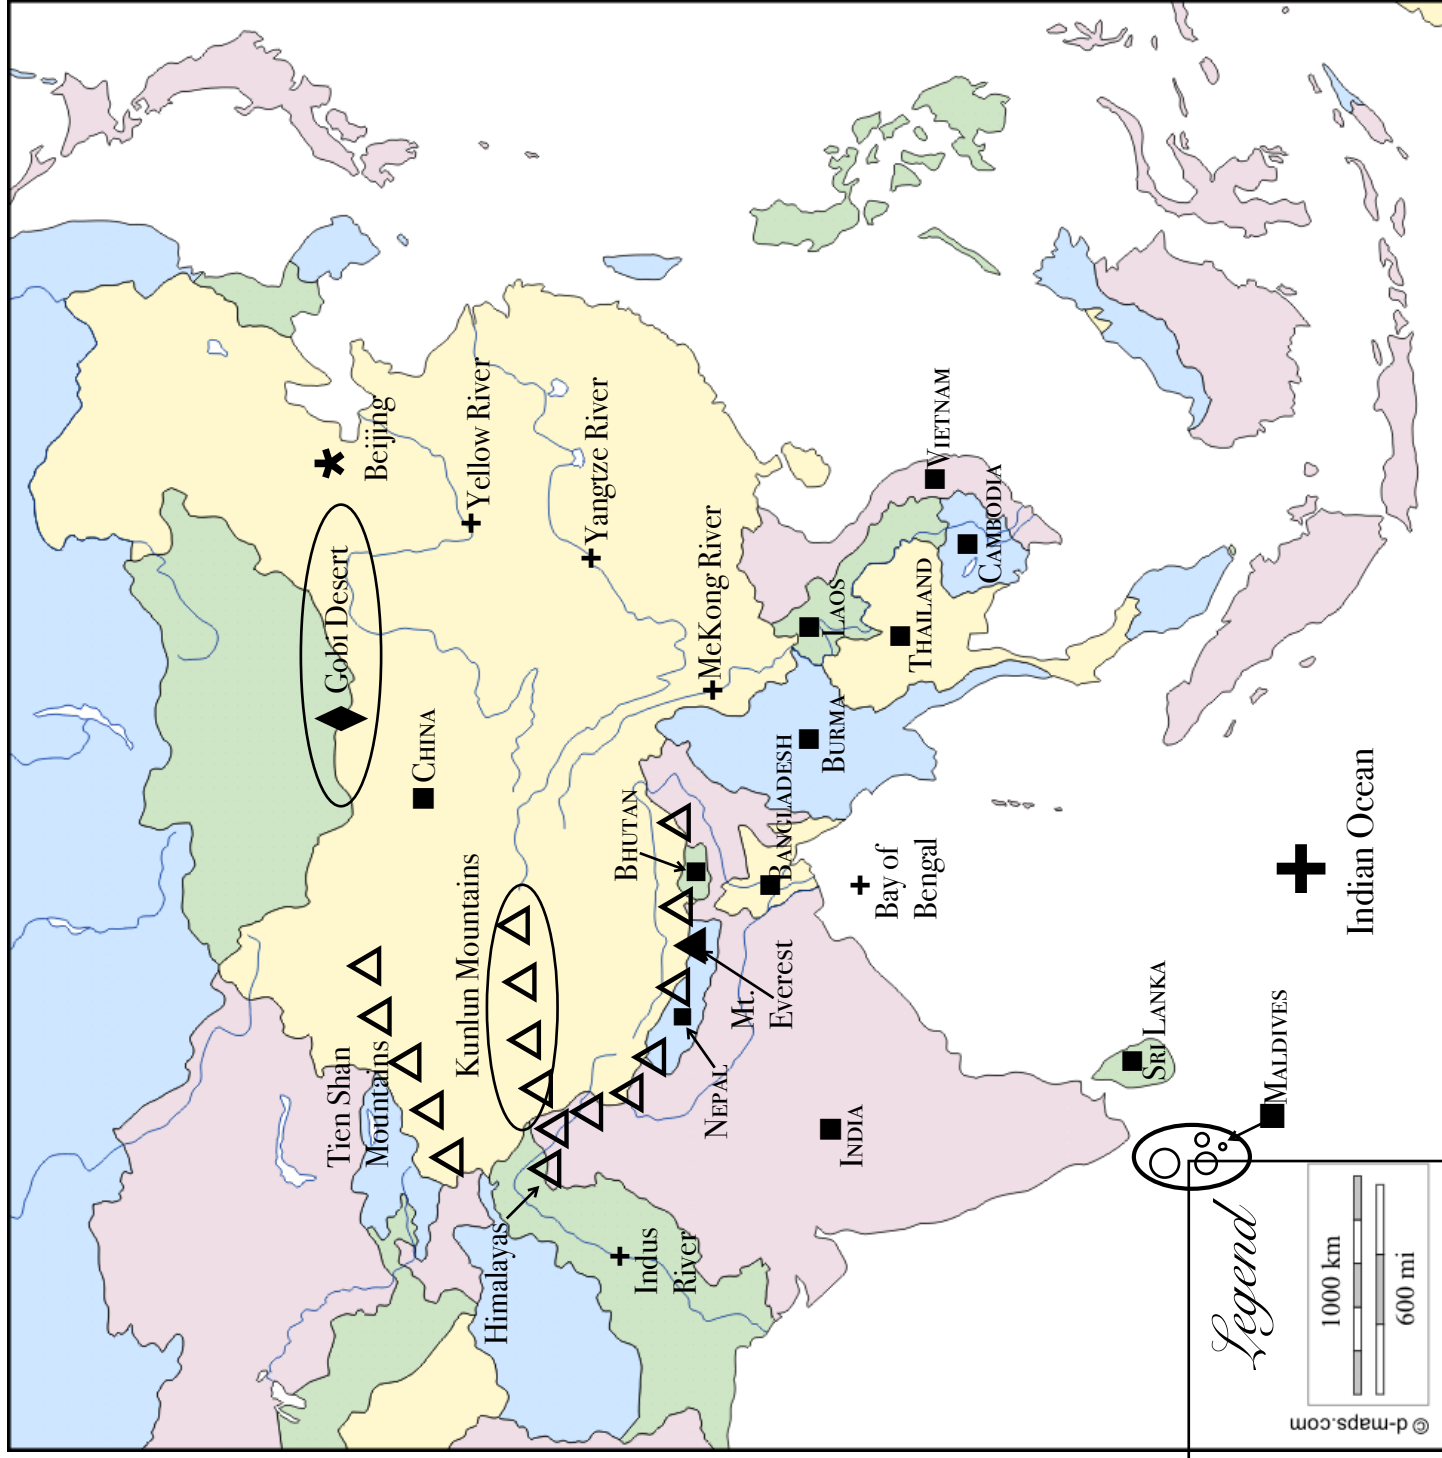 Beijing
Gobi Desert
Yellow River
Yangtze River
MeKong River
China
Tien Shan
Mountains
Kunlun Mountains
Himalayas
Bhutan
Nepal
Mt.
Everest
Indus
River
India
Bangladesh
Burma
Laos
Thailand
Vietnam
Cambodia
Bay of
Bengal
Sri Lanka
Maldives
Indian Ocean
Legend
1000 km
600 mi
© d-maps.com